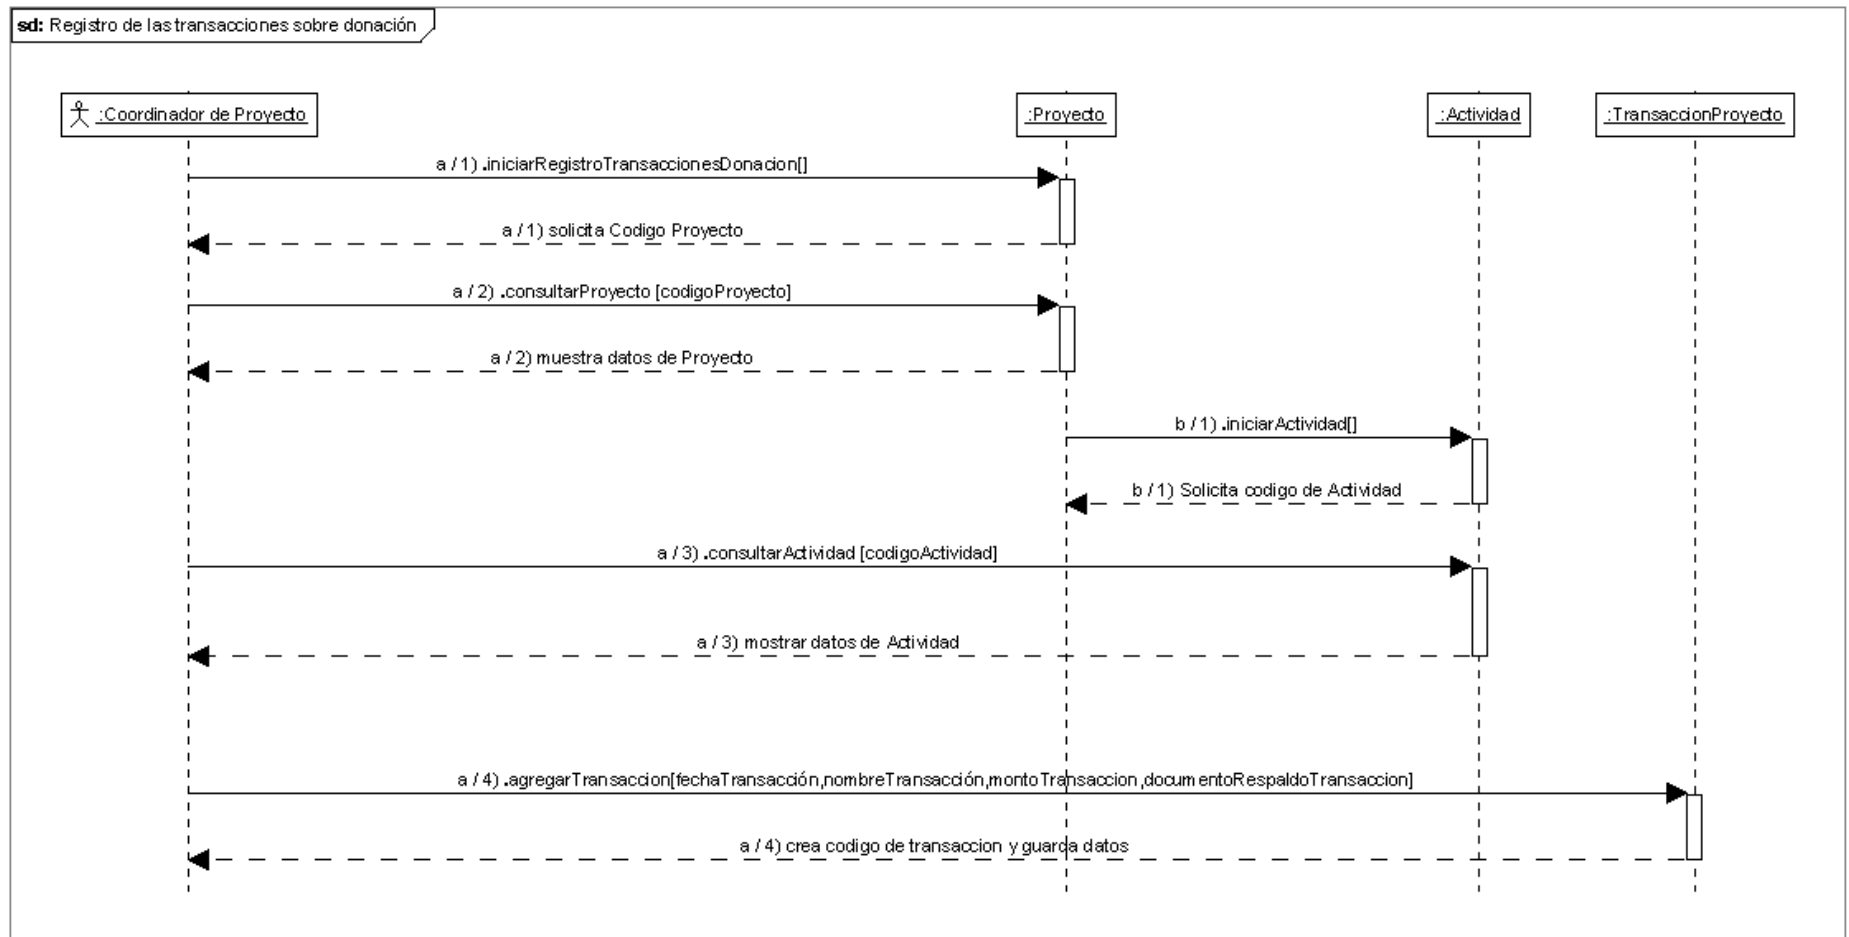 sd: Registro de las transacciones sobre donación
:Coordinador de Proyecto
:Proyecto
:Actividad
:TransaccionProyecto
a / 1) .iniciarRegistroTransaccionesDonacion[]
a / 1) solicita Codigo Proyecto
a / 2) .consultarProyecto [codigoProyecto]
a / 2) muestra datos de Proyecto
b / 1) .iniciarActividad[]
b / 1) Solicita codigo de Actividad
a / 3) .consultarActividad [codigoActividad]
a / 3) mostrar datos de Actividad
a / 4) .agregarTransaccion[fechaTransacción,nombreTransacción,montoTransaccion,documentoRespaldoTransaccion]
a / 4) crea codigo de transaccion y guarda datos